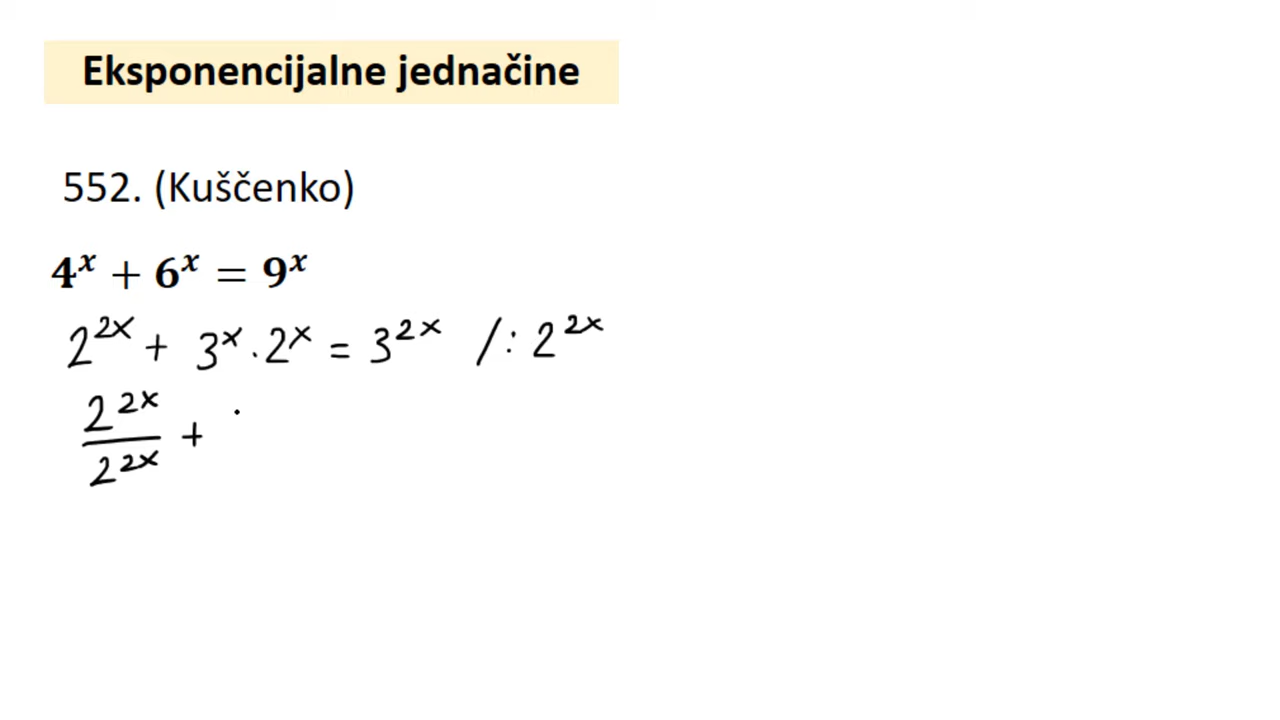 Eksponencijalne jednačine
552. (Kuščenko)
4^x + 6^x = 9^x
2^{2x} + 3^x · 2^x = 3^{2x} /: 2^{2x}
\frac{2^{2x}}{2^{2x}} +